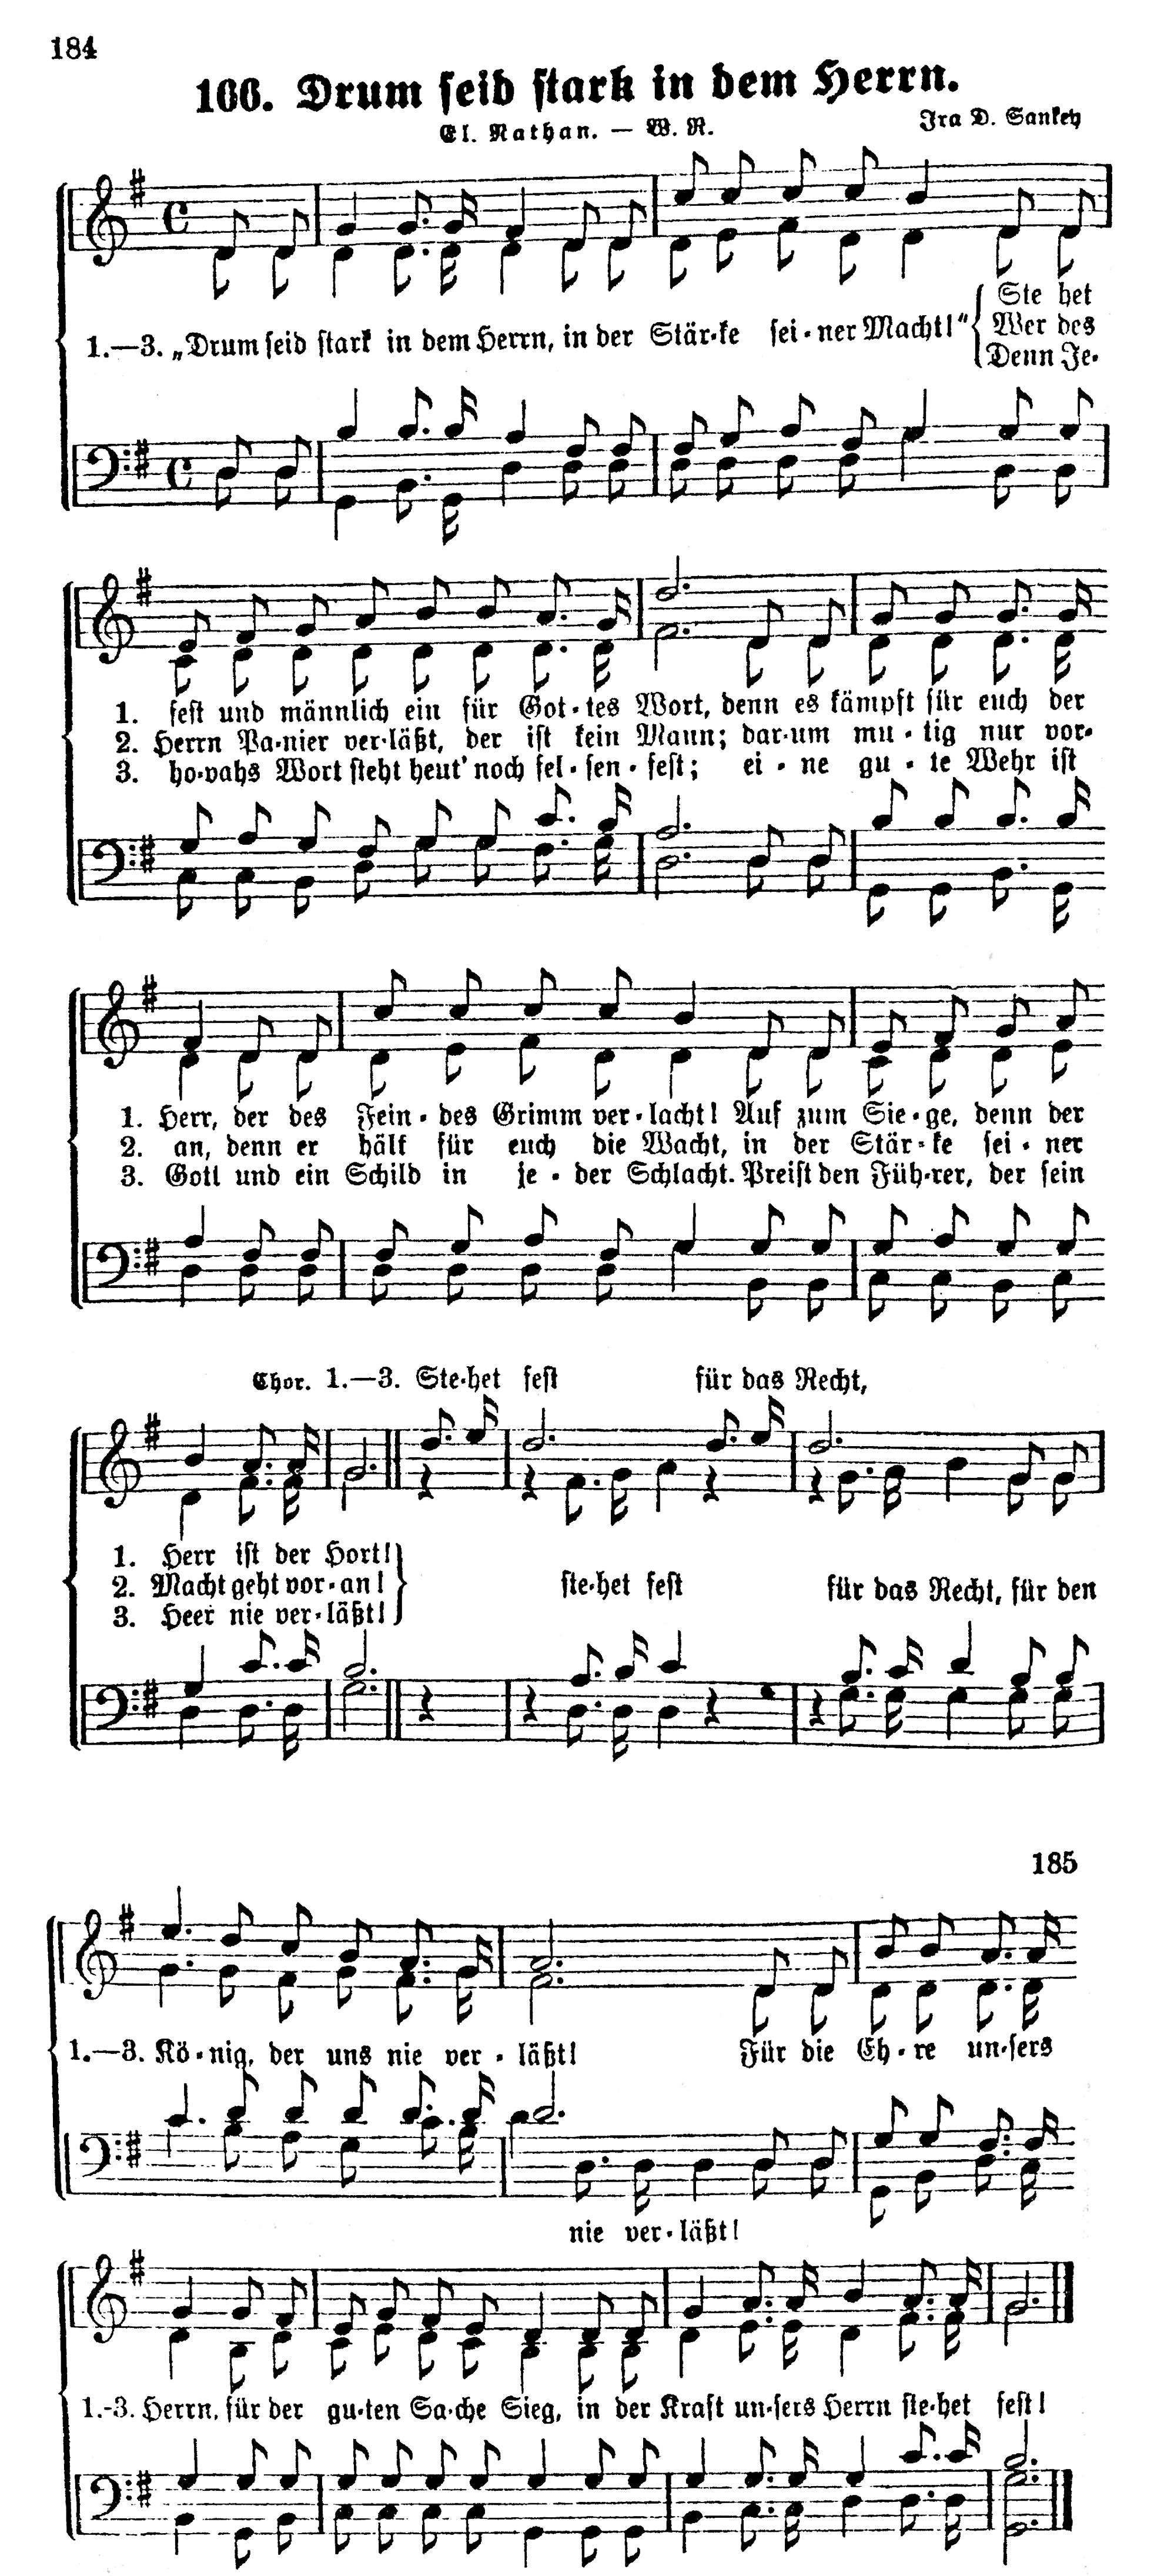 184
106. Drum seid stark in dem Herrn.
El. Nathan. — W. R.
Ira D. Sankey
1.—3. „Drum seid stark in dem Herrn, in der Stär-ke sei-ner Macht!“
Ste het
Wer des
Denn Je-
1. fest und männlich ein für Got-tes Wort, denn es kämpft für euch der
2. Herrn Pa-nier ver-läßt, der ist kein Mann; dar-um mu-tig nur vor-
3. ho-vahs Wort steht heut' noch fel-sen-fest; ei-ne gu-te Wehr ist
1. Herr, der des Fein-des Grimm ver-lacht! Auf zum Sie-ge, denn der
2. an, denn er hält für euch die Wacht, in der Stär-ke sei-ner
3. Gott und ein Schild in je-der Schlacht. Preist den Füh-rer, der sein
Chor. 1.—3. Ste-het fest für das Recht,
1. Herr ist der Hort!
2. Macht geht vor-an!
3. Heer nie ver-läßt!
ste-het fest für das Recht, für den
185
1.—3. Kö-nig, der uns nie ver-läßt! Für die Eh-re un-sers
nie ver-läßt!
1.-3. Herrn, für der gu-ten Sa-che Sieg, in der Kraft un-sers Herrn ste-het fest!